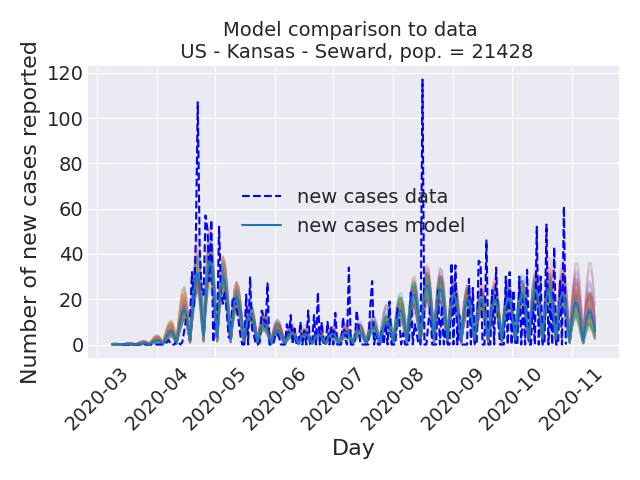 Model comparison to data
US - Kansas - Seward, pop. = 21428
Number of new cases reported
120
100
80
60
40
20
0
new cases data
new cases model
2020-03
2020-04
2020-05
2020-06
2020-07
2020-08
2020-09
2020-10
2020-11
Day